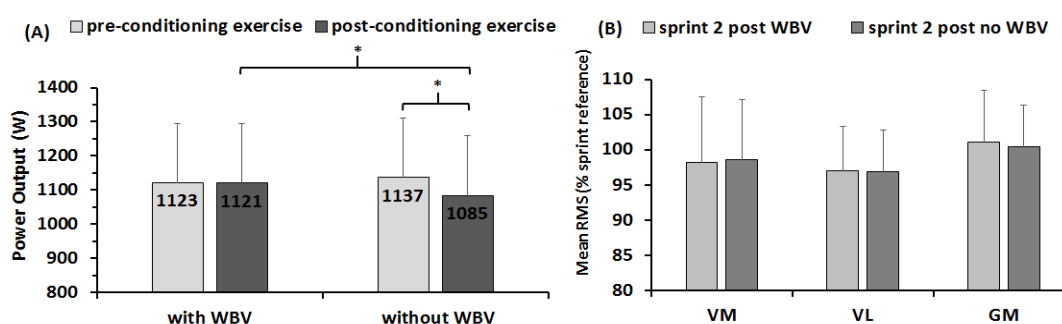 (A)
pre-conditioning exercise
post-conditioning exercise
*
*
Power Output (W)
1400
1300
1200
1100
1000
900
800
1123
1121
1137
1085
with WBV
without WBV
(B)
sprint 2 post WBV
sprint 2 post no WBV
Mean RMS (% sprint reference)
110
105
100
95
90
85
80
VM
VL
GM